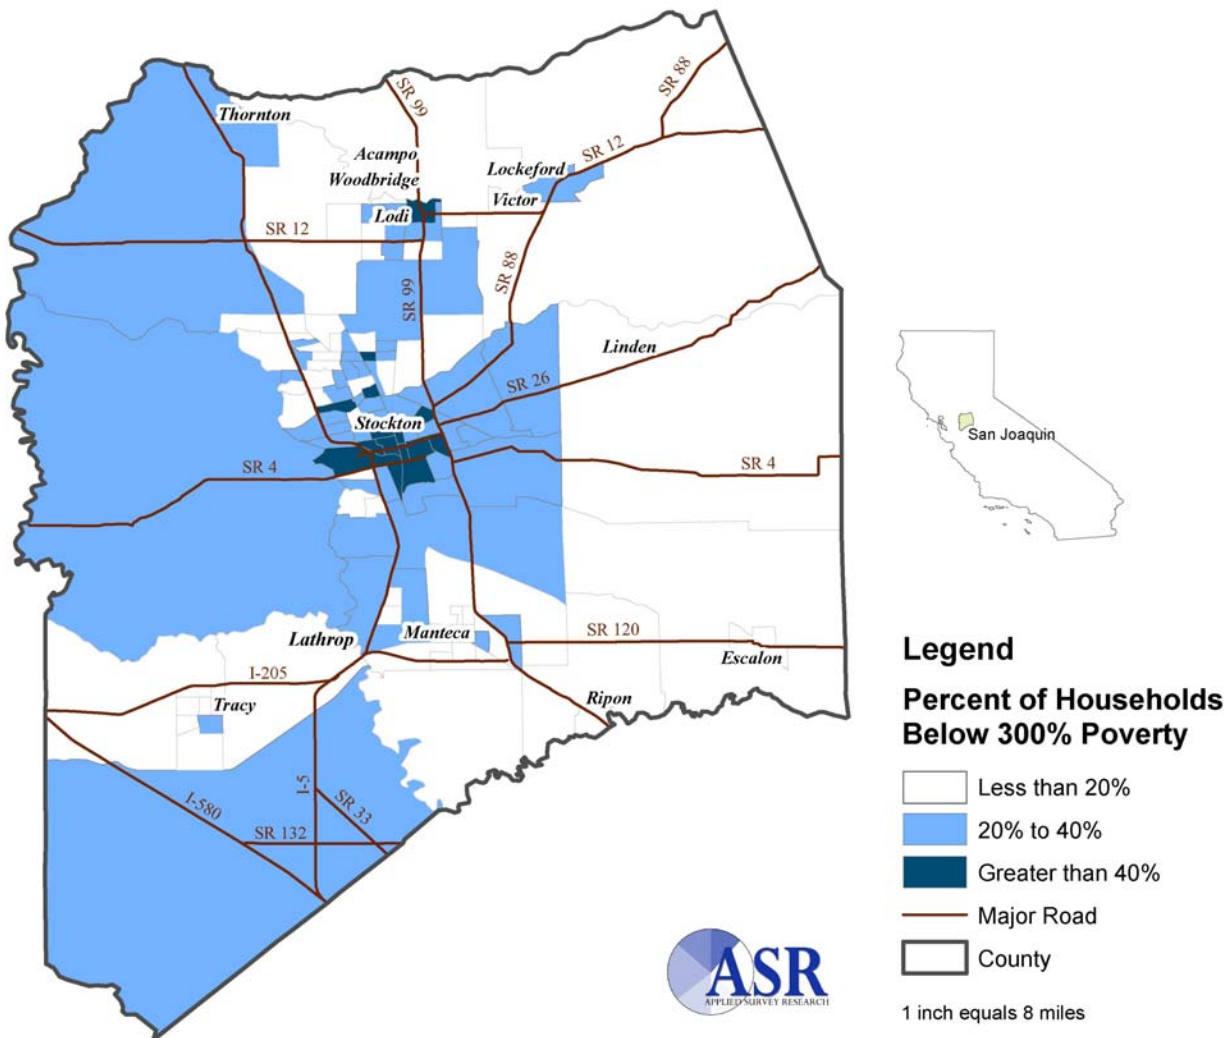 SR 88
SR 99
Thornton
Acampo
Woodbridge
Lockeford
SR 12
Victor
Lodi
SR 12
SR 88
SR 99
Linden
SR 26
Stockton
SR 4
SR 4
San Joaquin
Lathrop
Manteca
SR 120
Escalon
I-205
Tracy
Ripon
I-5
I-580
SR 33
SR 132
Legend
Percent of Households
Below 300% Poverty
Less than 20%
20% to 40%
Greater than 40%
Major Road
County
1 inch equals 8 miles
ASR
APPLIED SURVEY RESEARCH